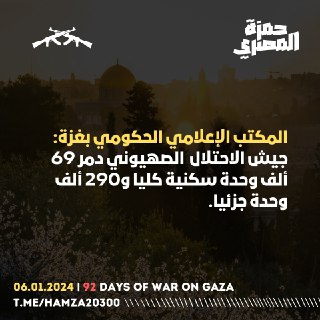 حمزة
المصري
المكتب الإعلامي الحكومي بغزة:
جيش الاحتلال الصهيوني دمر 69
ألف وحدة سكنية كليا و290 ألف
وحدة جزئيا.
06.01.2024 | 92 DAYS OF WAR ON GAZA
T.ME/HAMZA20300